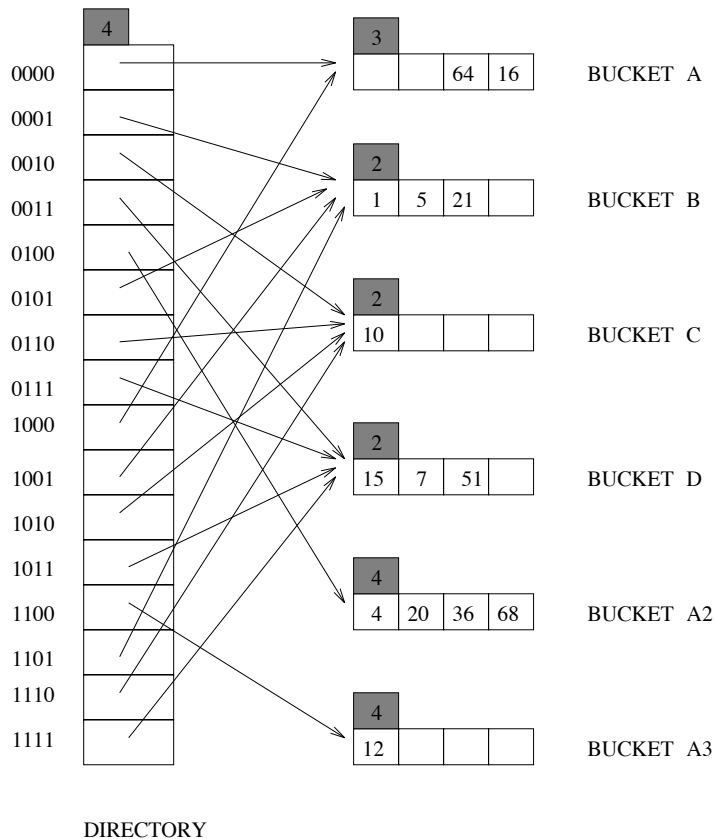 4
3
0000
64 16
BUCKET A
0001
2
0010
0011
1 5 21
BUCKET B
0100
0101
2
0110
10
BUCKET C
0111
1000
2
1001
15 7 51
BUCKET D
1010
1011
4
1100
4 20 36 68
BUCKET A2
1101
1110
4
1111
12
BUCKET A3
DIRECTORY